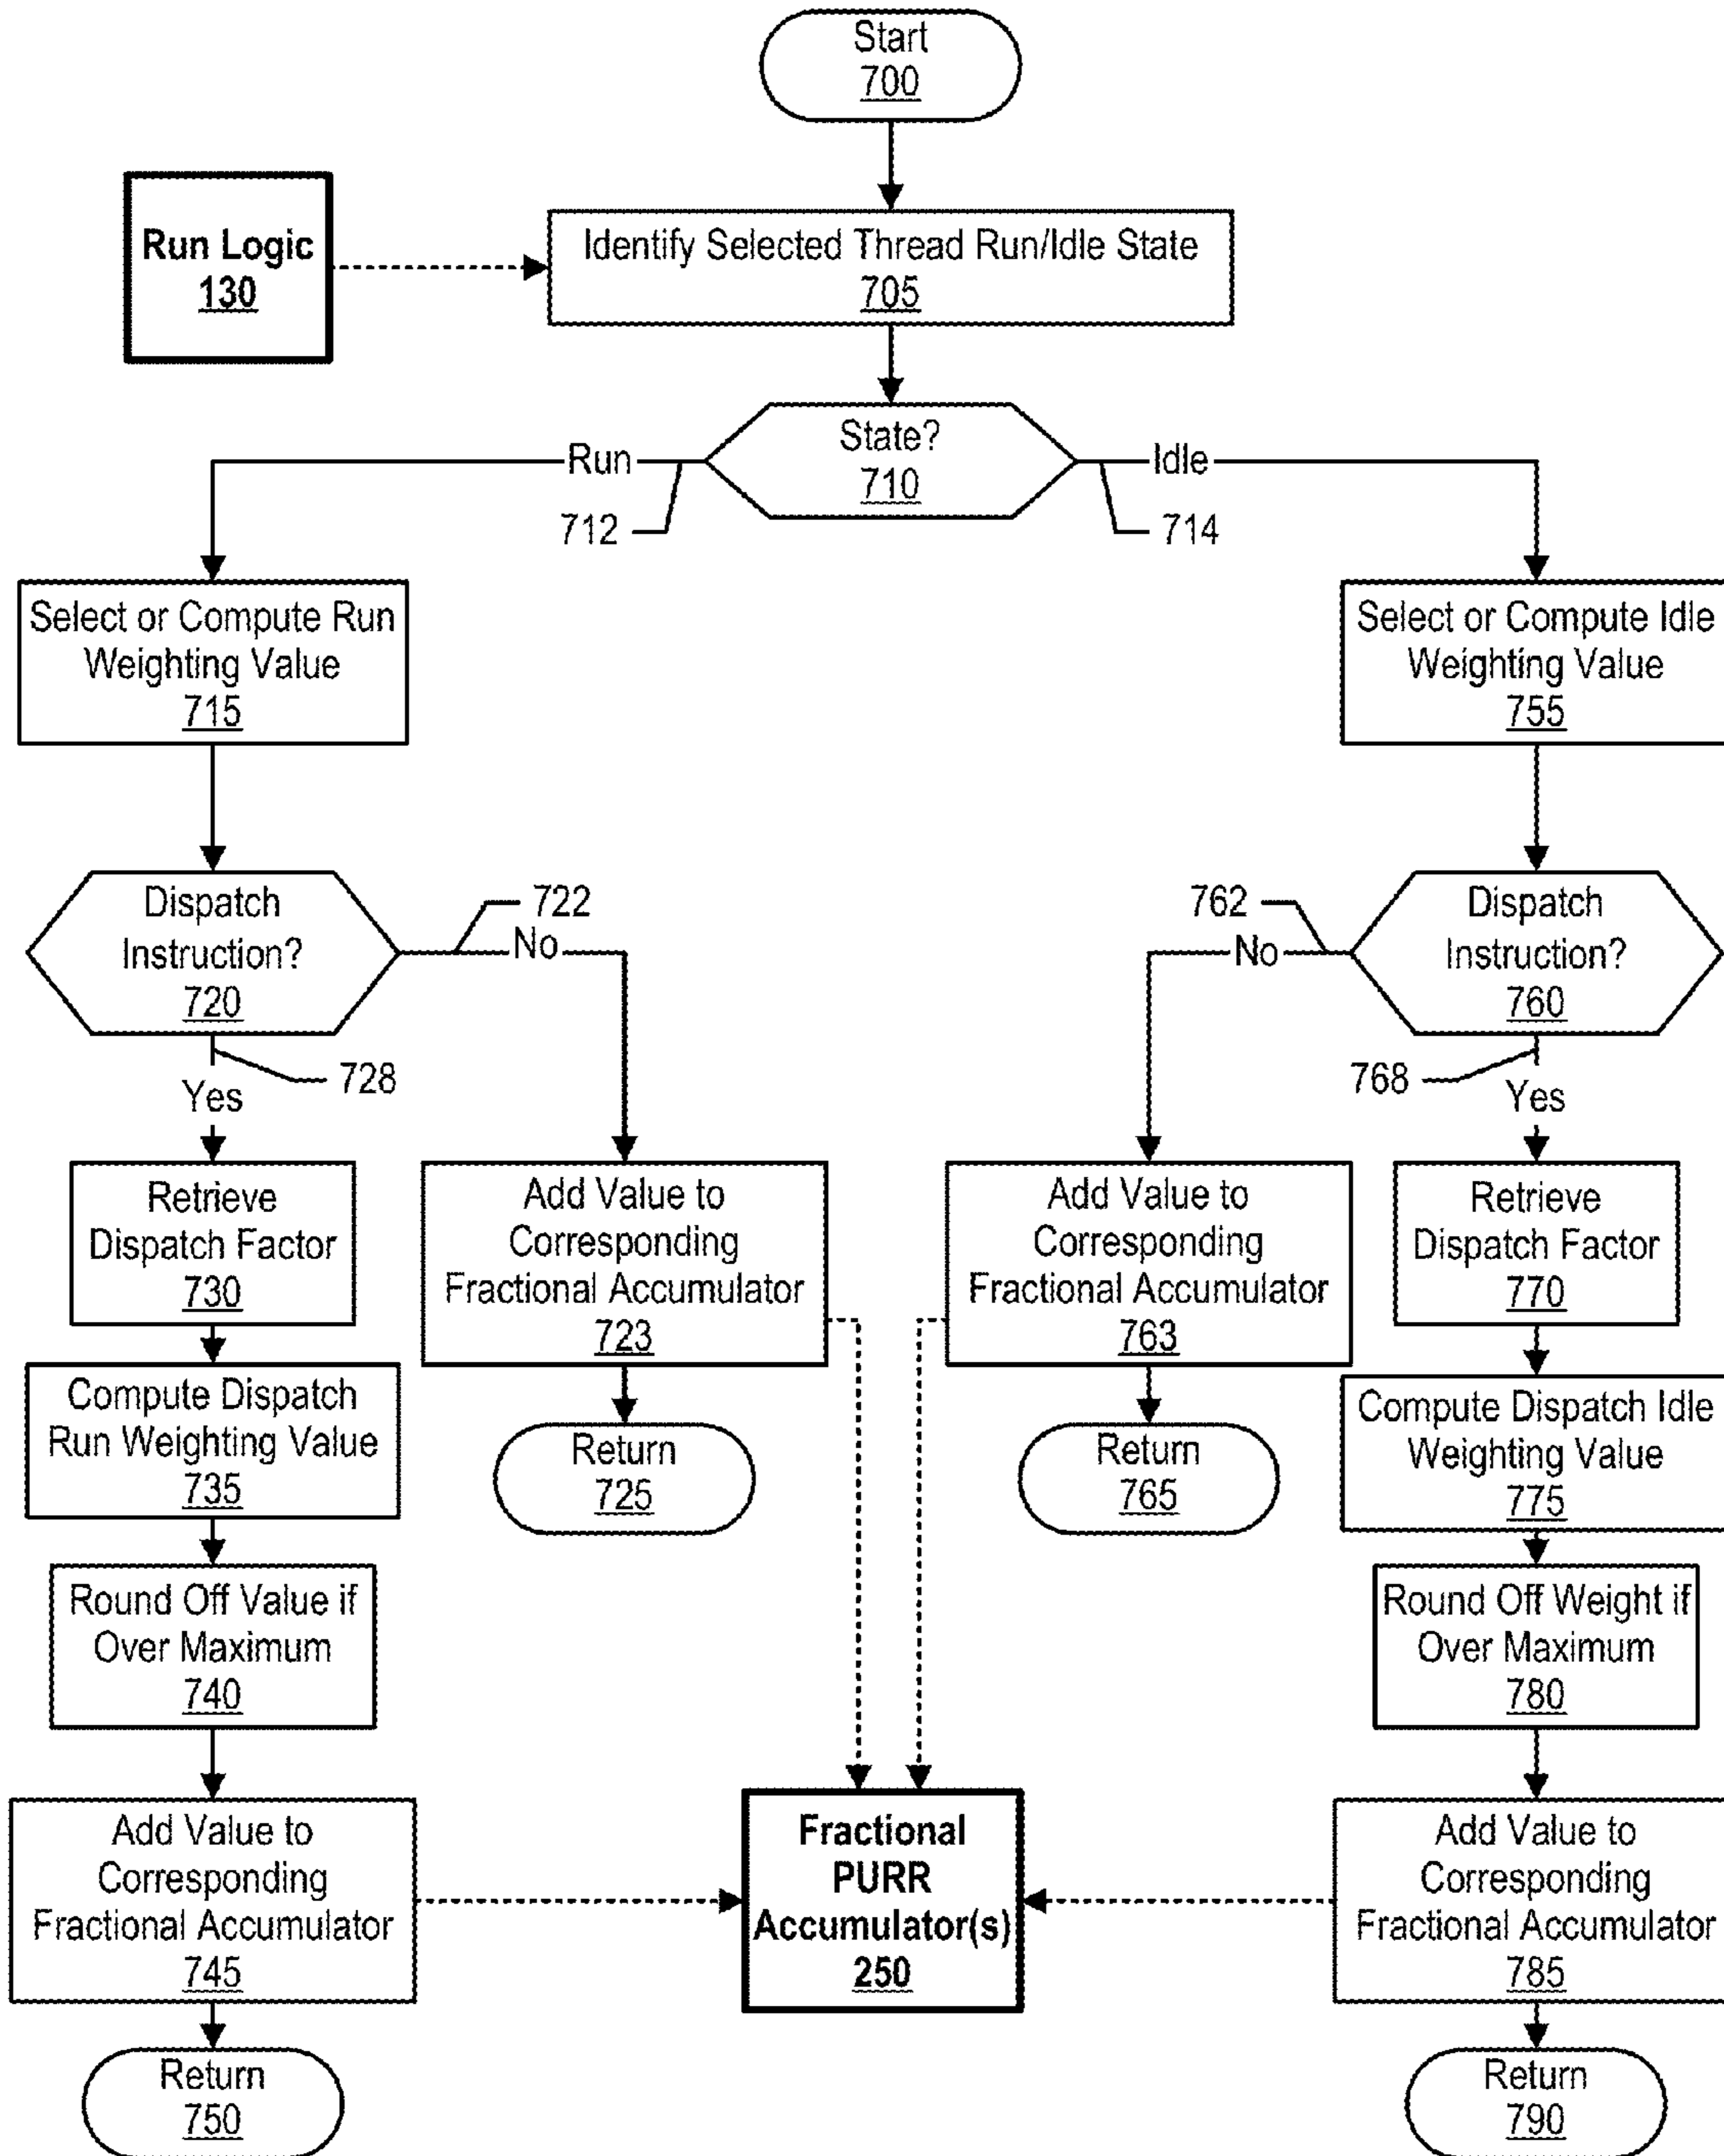 Start
700
Run Logic
130
Identify Selected Thread Run/Idle State
705
State?
710
Run
712
Idle
714
Select or Compute Run
Weighting Value
715
Select or Compute Idle
Weighting Value
755
Dispatch
Instruction?
720
722
No
728
Yes
762
No
Dispatch
Instruction?
760
768
Yes
Retrieve
Dispatch Factor
730
Add Value to
Corresponding
Fractional Accumulator
723
Add Value to
Corresponding
Fractional Accumulator
763
Retrieve
Dispatch Factor
770
Compute Dispatch
Run Weighting Value
735
Return
725
Return
765
Compute Dispatch Idle
Weighting Value
775
Round Off Value if
Over Maximum
740
Round Off Weight if
Over Maximum
780
Add Value to
Corresponding
Fractional Accumulator
745
Fractional
PURR
Accumulator(s)
250
Add Value to
Corresponding
Fractional Accumulator
785
Return
750
Return
790